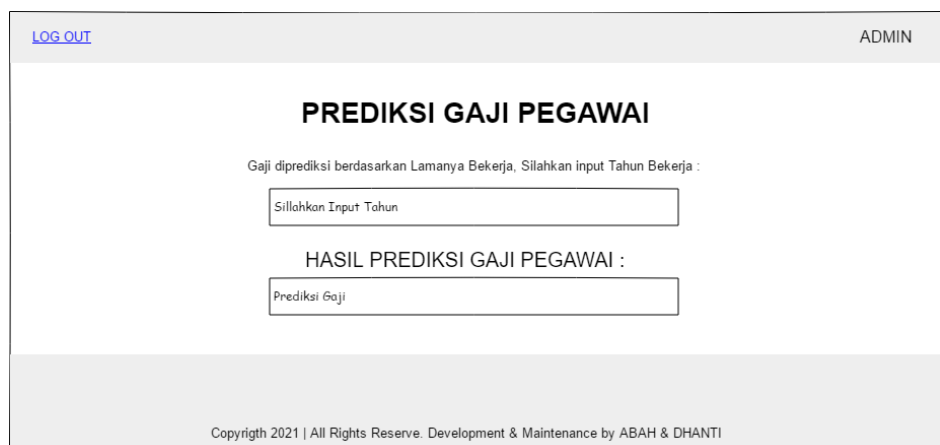 LOG OUT
ADMIN
PREDIKSI GAJI PEGAWAI
Gaji diprediksi berdasarkan Lamanya Bekerja, Silahkan input Tahun Bekerja :
Sillahkan Input Tahun
HASIL PREDIKSI GAJI PEGAWAI :
Prediksi Gaji
Copyrigth 2021 | All Rights Reserve. Development & Maintenance by ABAH & DHANTI